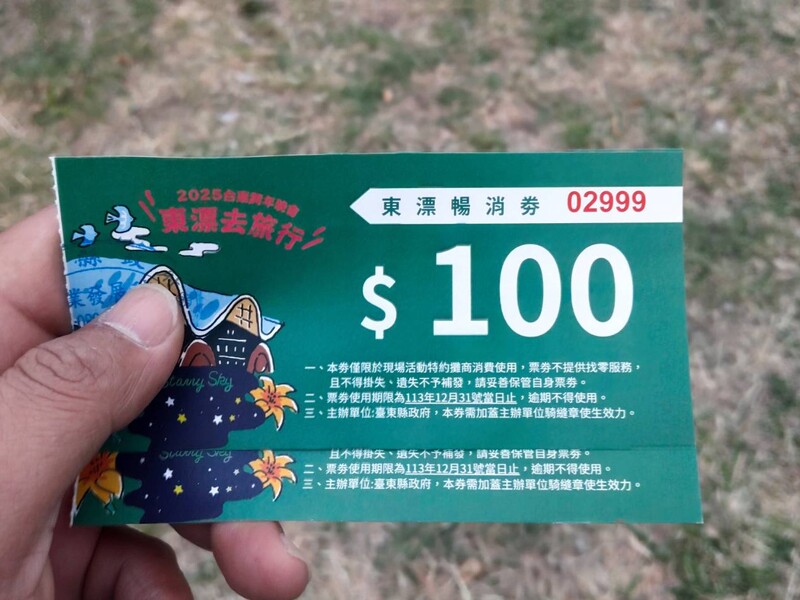 2025台東跨年晚會
東漂去旅行
東漂暢消券 02999
$100
縣政
業發展
Starry Sky
一、本券僅限於現場活動特約攤商消費使用，票券不提供找零服務，
且不得掛失、遺失不予補發，請妥善保管自身票券。
二、票券使用期限為113年12月31號當日止，逾期不得使用。
三、主辦單位:臺東縣政府，本券需加蓋主辦單位騎縫章使生效力。
Starry Sky
且不得掛失、遺失不予補發，請妥善保管自身票券。
二、票券使用期限為113年12月31號當日止，逾期不得使用。
三、主辦單位:臺東縣政府，本券需加蓋主辦單位騎縫章使生效力。